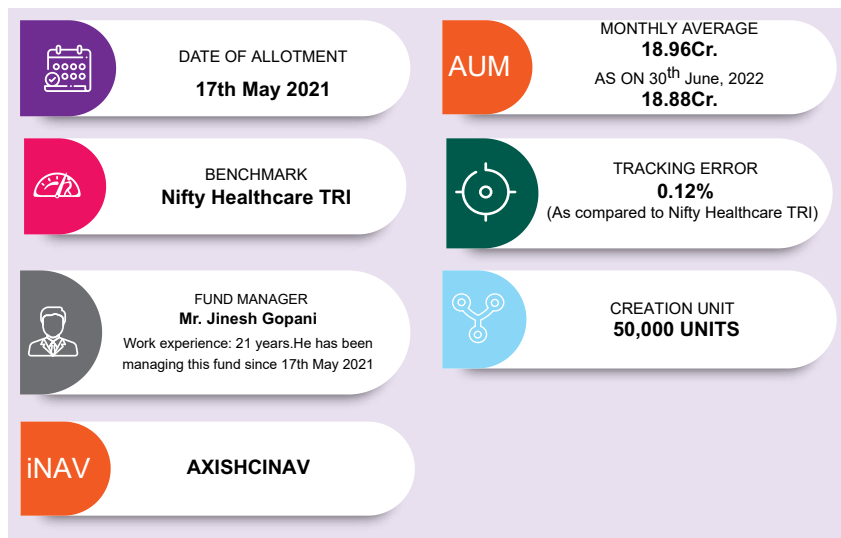 DATE OF ALLOTMENT
17th May 2021
AUM
MONTHLY AVERAGE
18.96Cr.
AS ON 30th June, 2022
18.88Cr.
BENCHMARK
Nifty Healthcare TRI
TRACKING ERROR
0.12%
(As compared to Nifty Healthcare TRI)
FUND MANAGER
Mr. Jinesh Gopani
Work experience: 21 years.He has been
managing this fund since 17th May 2021
CREATION UNIT
50,000 UNITS
iNAV
AXISHCINAV